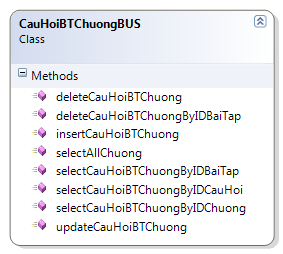 CauHoiBTChuongBUS
Class
Methods
deleteCauHoiBTChuong
deleteCauHoiBTChuongByIDBaiTap
insertCauHoiBTChuong
selectAllChuong
selectCauHoiBTChuongByIDBaiTap
selectCauHoiBTChuongByIDCauHoi
selectCauHoiBTChuongByIDChuong
updateCauHoiBTChuong